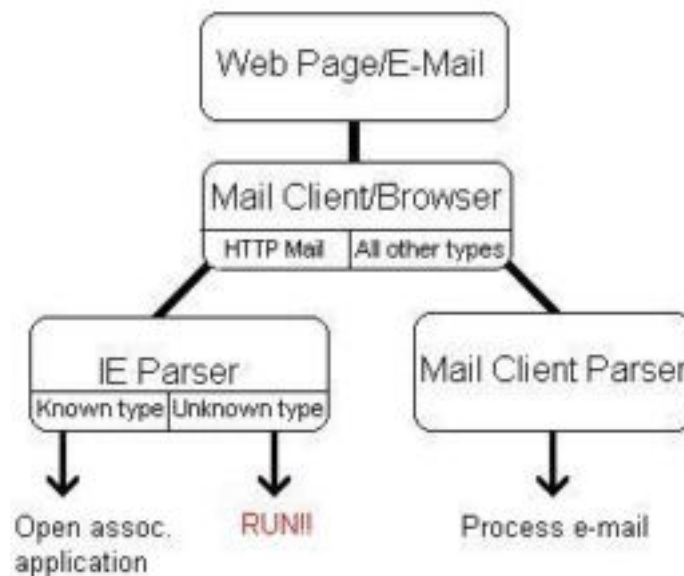 Web Page/E-Mail
Mail Client/Browser
HTTP Mail
All other types
IE Parser
Known type
Unknown type
Mail Client Parser
Open assoc.
application
RUN!!
Process e-mail